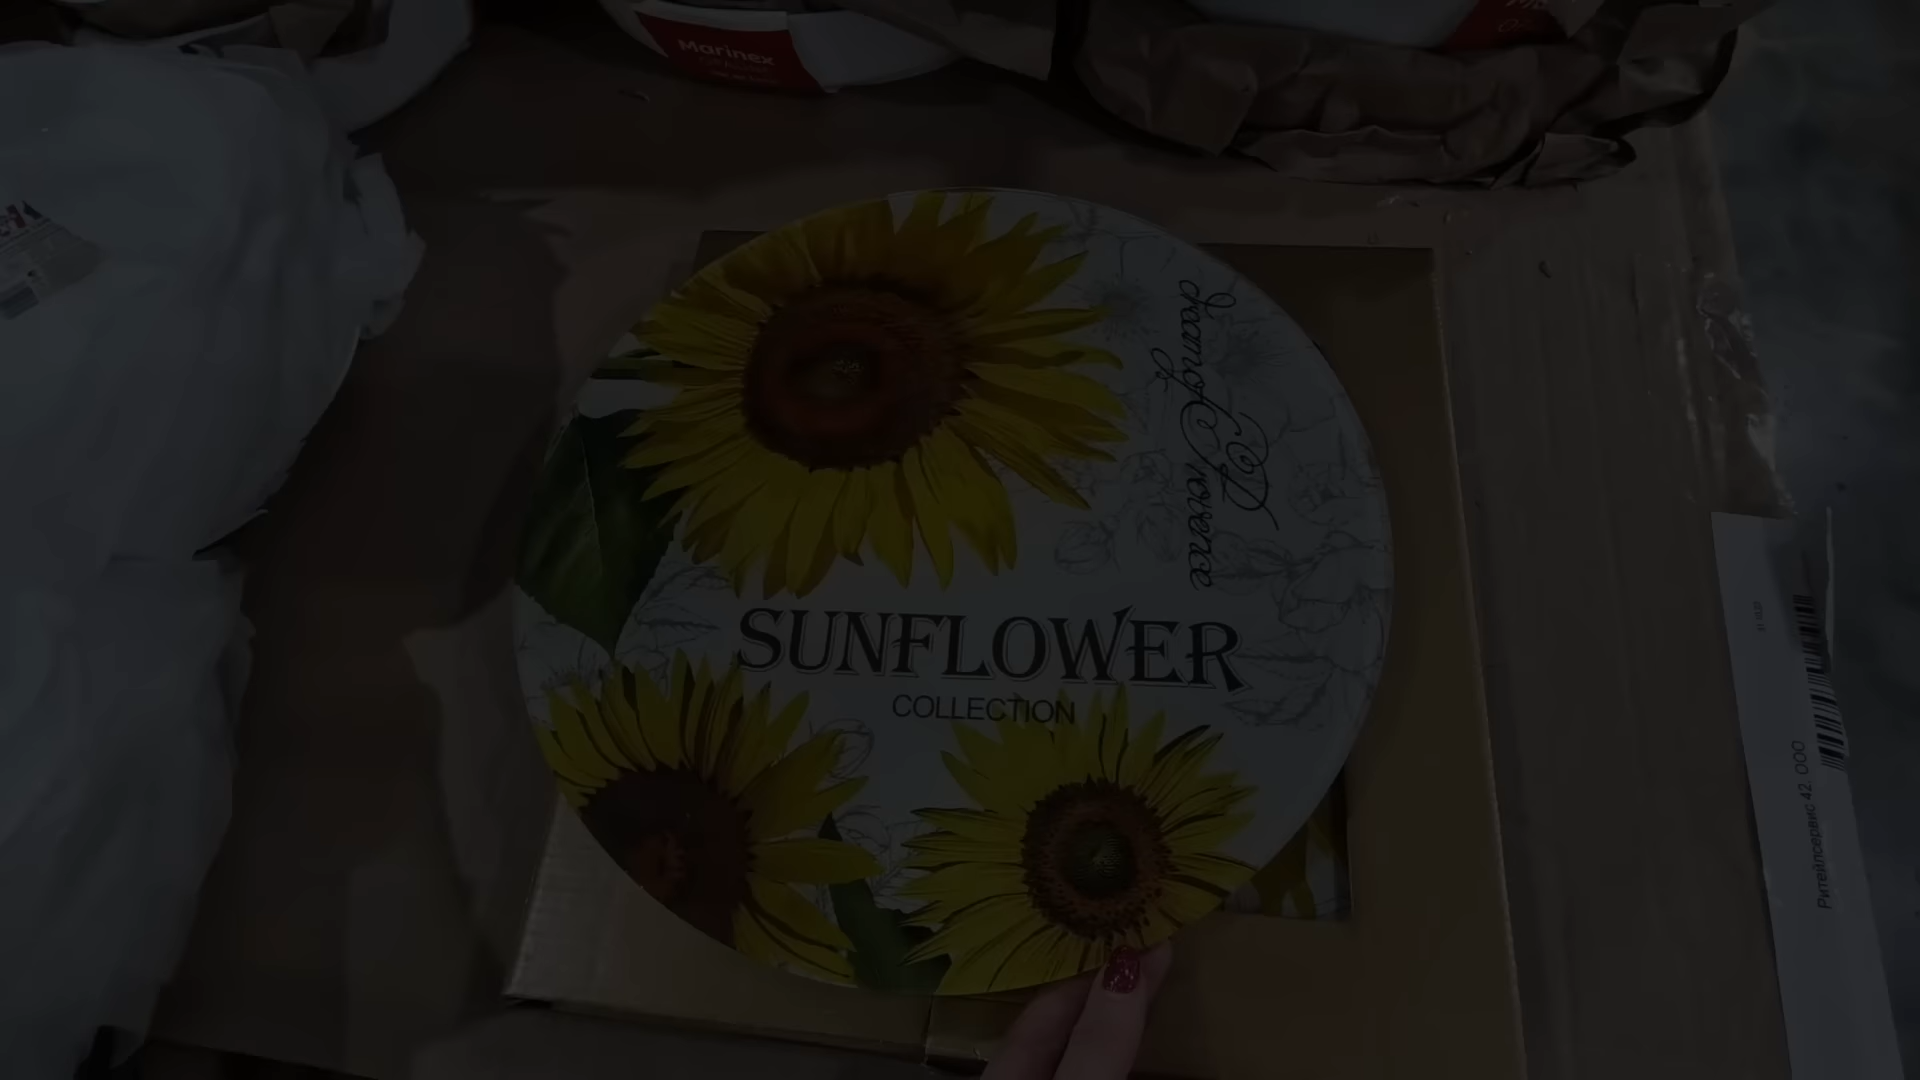 Marinex
dreams of Provence
SUNFLOWER
COLLECTION
Ритейлсервис 42, ООО